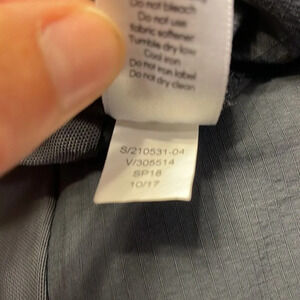 Do not bleach
Do not use
fabric softener
Tumble dry low
Cool iron
Do not iron label
Do not dry clean
S/210531-04
V/305514
SP18
10/17